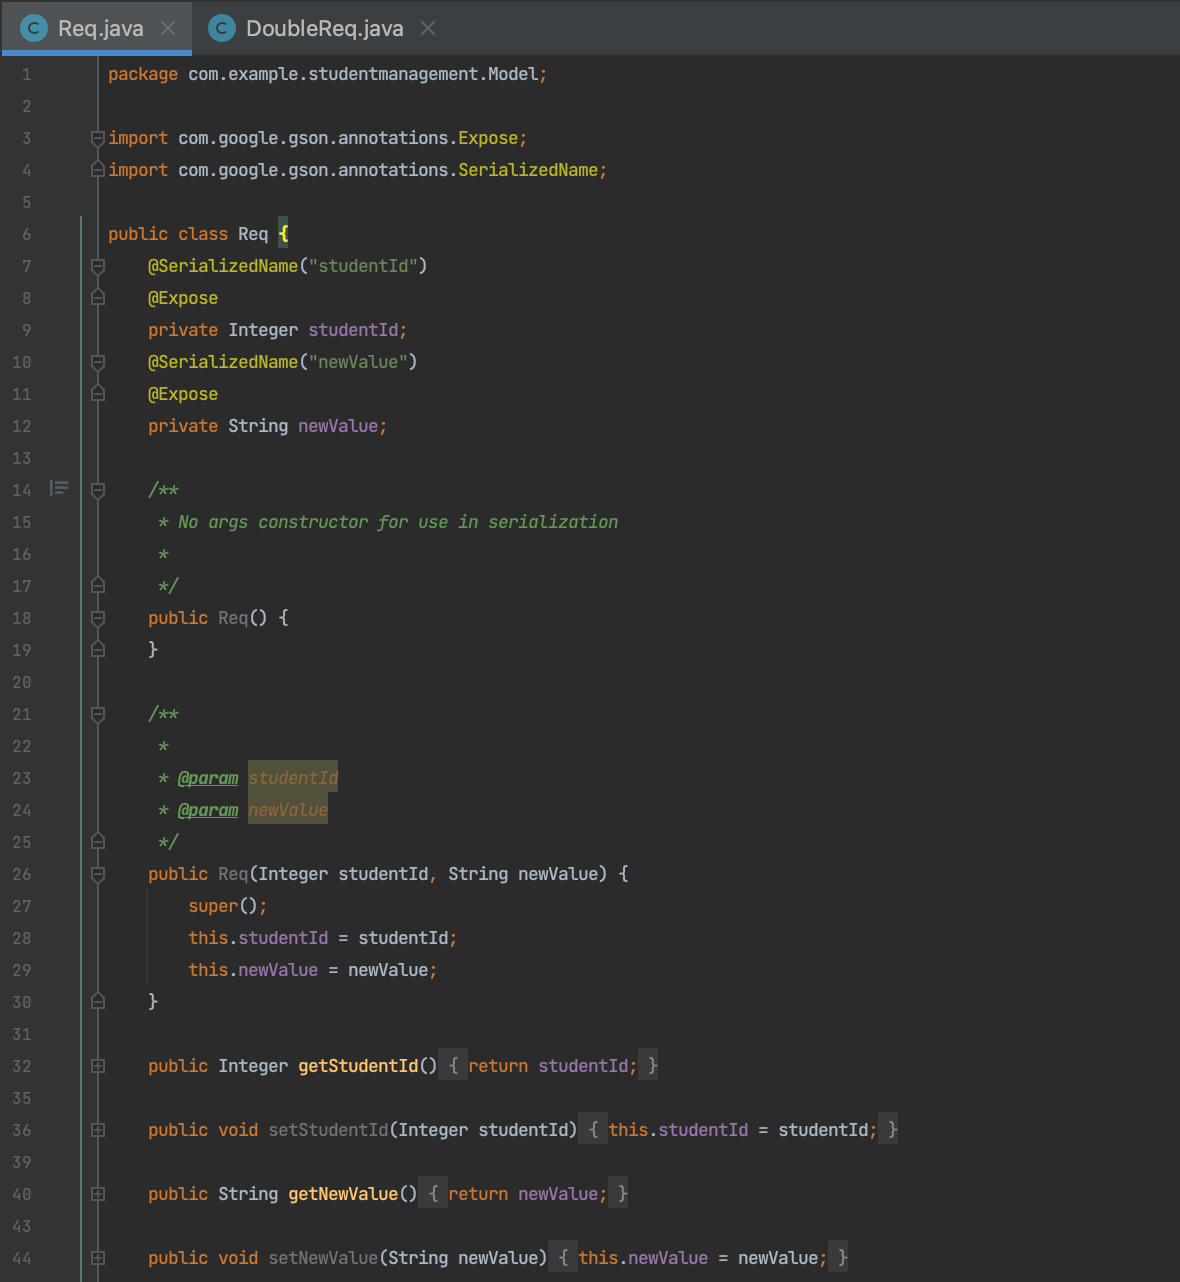 Req.java
DoubleReq.java
1 package com.example.studentmanagement.Model;
2
3 import com.google.gson.annotations.Expose;
4 import com.google.gson.annotations.SerializedName;
5
6 public class Req {
7 @SerializedName("studentId")
8 @Expose
9 private Integer studentId;
10 @SerializedName("newValue")
11 @Expose
12 private String newValue;
13
14 /**
15 * No args constructor for use in serialization
16 *
17 */
18 public Req() {
19 }
20
21 /**
22 *
23 * @param studentId
24 * @param newValue
25 */
26 public Req(Integer studentId, String newValue) {
27 super();
28 this.studentId = studentId;
29 this.newValue = newValue;
30 }
31
32 public Integer getStudentId() { return studentId; }
35
36 public void setStudentId(Integer studentId) { this.studentId = studentId; }
39
40 public String getNewValue() { return newValue; }
43
44 public void setNewValue(String newValue) { this.newValue = newValue; }